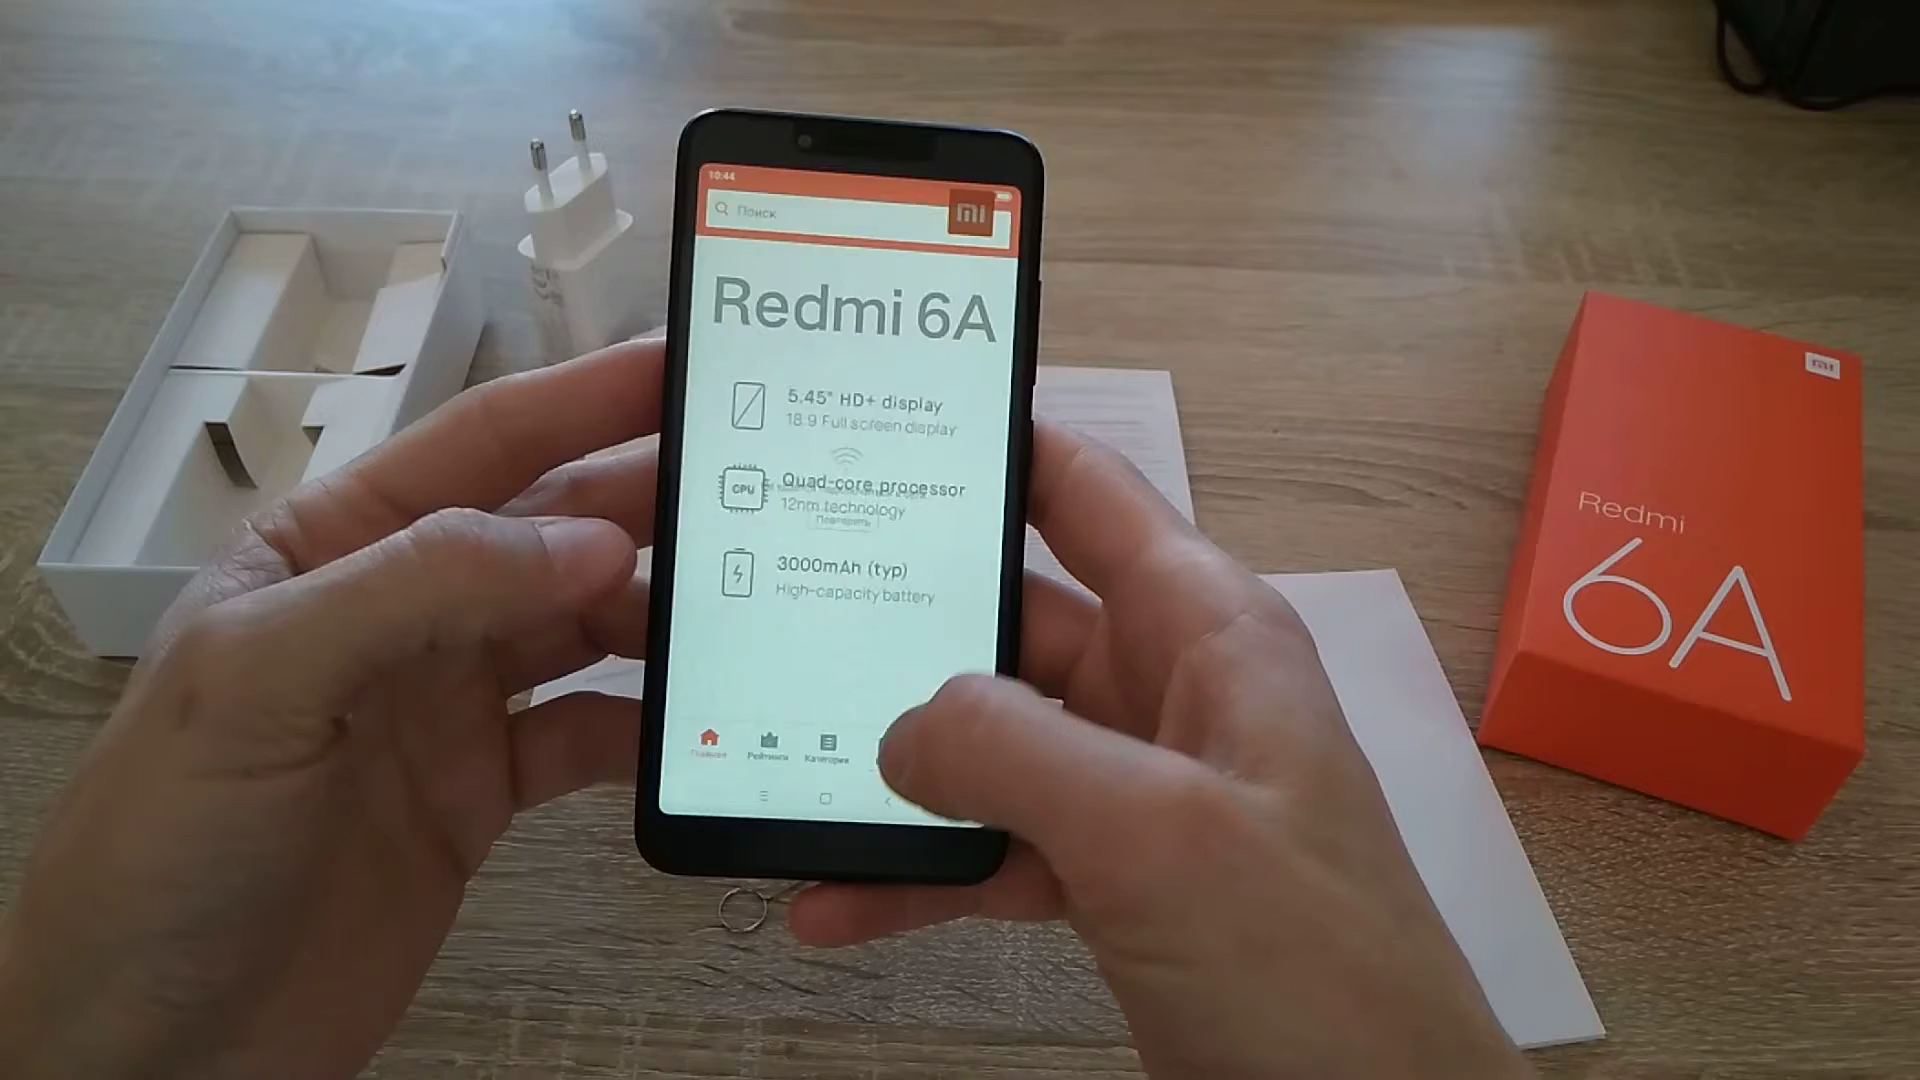 10:44
Поиск
mi
Redmi 6A
5.45" HD+ display
18:9 Full screen display
CPU
Quad-core processor
12nm technology
Повторить
3000mAh (typ)
High-capacity battery
Главная
Рейтинги
Категории
mi
Redmi
6A